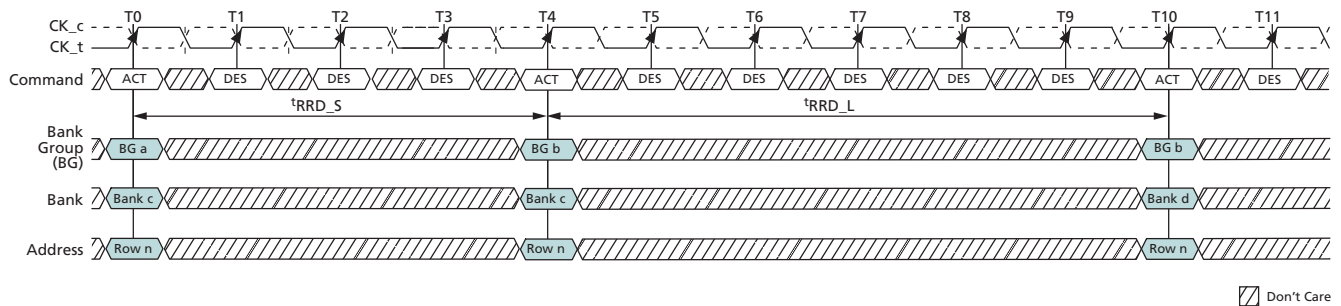 T0 T1 T2 T3 T4 T5 T6 T7 T8 T9 T10 T11
CK_c
CK_t
Command ACT DES DES DES ACT DES DES DES DES DES ACT DES
tRRD_S tRRD_L
Bank
Group
(BG)
BG a BG b BG b
Bank Bank c Bank c Bank d
Address Row n Row n Row n
Don't Care